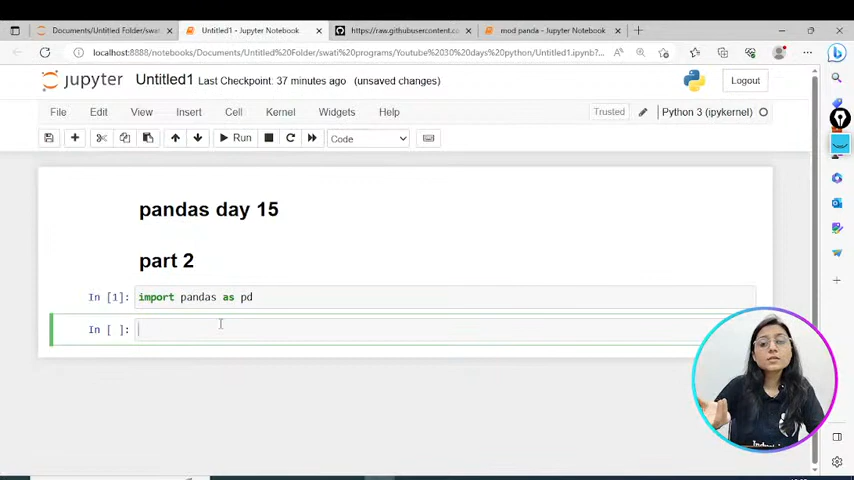 Documents/Untitled Folder/swati
Untitled1 - Jupyter Notebook
https://raw.githubusercontent.co
mod panda - Jupyter Notebook
localhost:8888/notebooks/Documents/Untitled%20Folder/swati%20programs/Youtube%2030%20days%20python/Untitled1.ipynb?...
jupyter Untitled1 Last Checkpoint: 37 minutes ago (unsaved changes)
Logout
File Edit View Insert Cell Kernel Widgets Help
Trusted
Python 3 (ipykernel)
Run
Code
pandas day 15
part 2
In [1]: import pandas as pd
In [ ]: